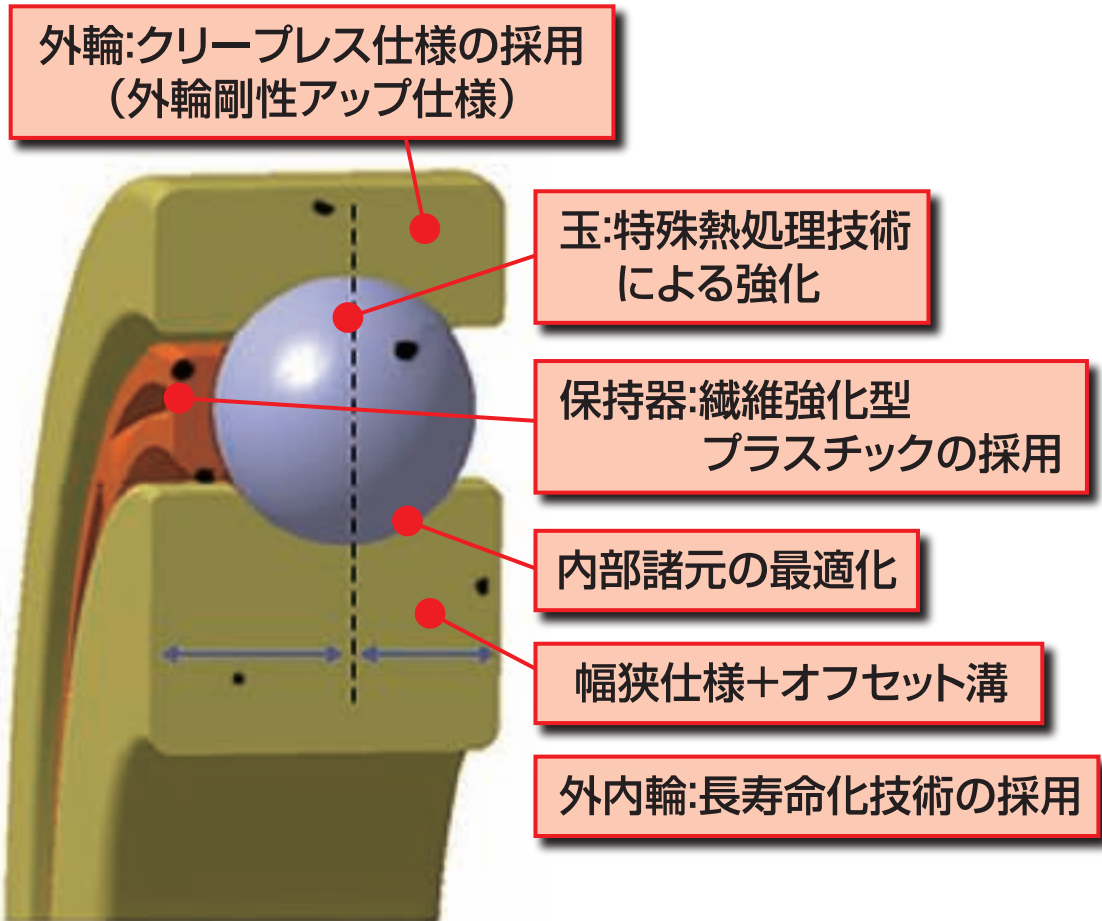 外輪:クリープレス仕様の採用
（外輪剛性アップ仕様）
玉:特殊熱処理技術
による強化
保持器:繊維強化型
プラスチックの採用
内部諸元の最適化
幅狭仕様＋オフセット溝
外内輪:長寿命化技術の採用